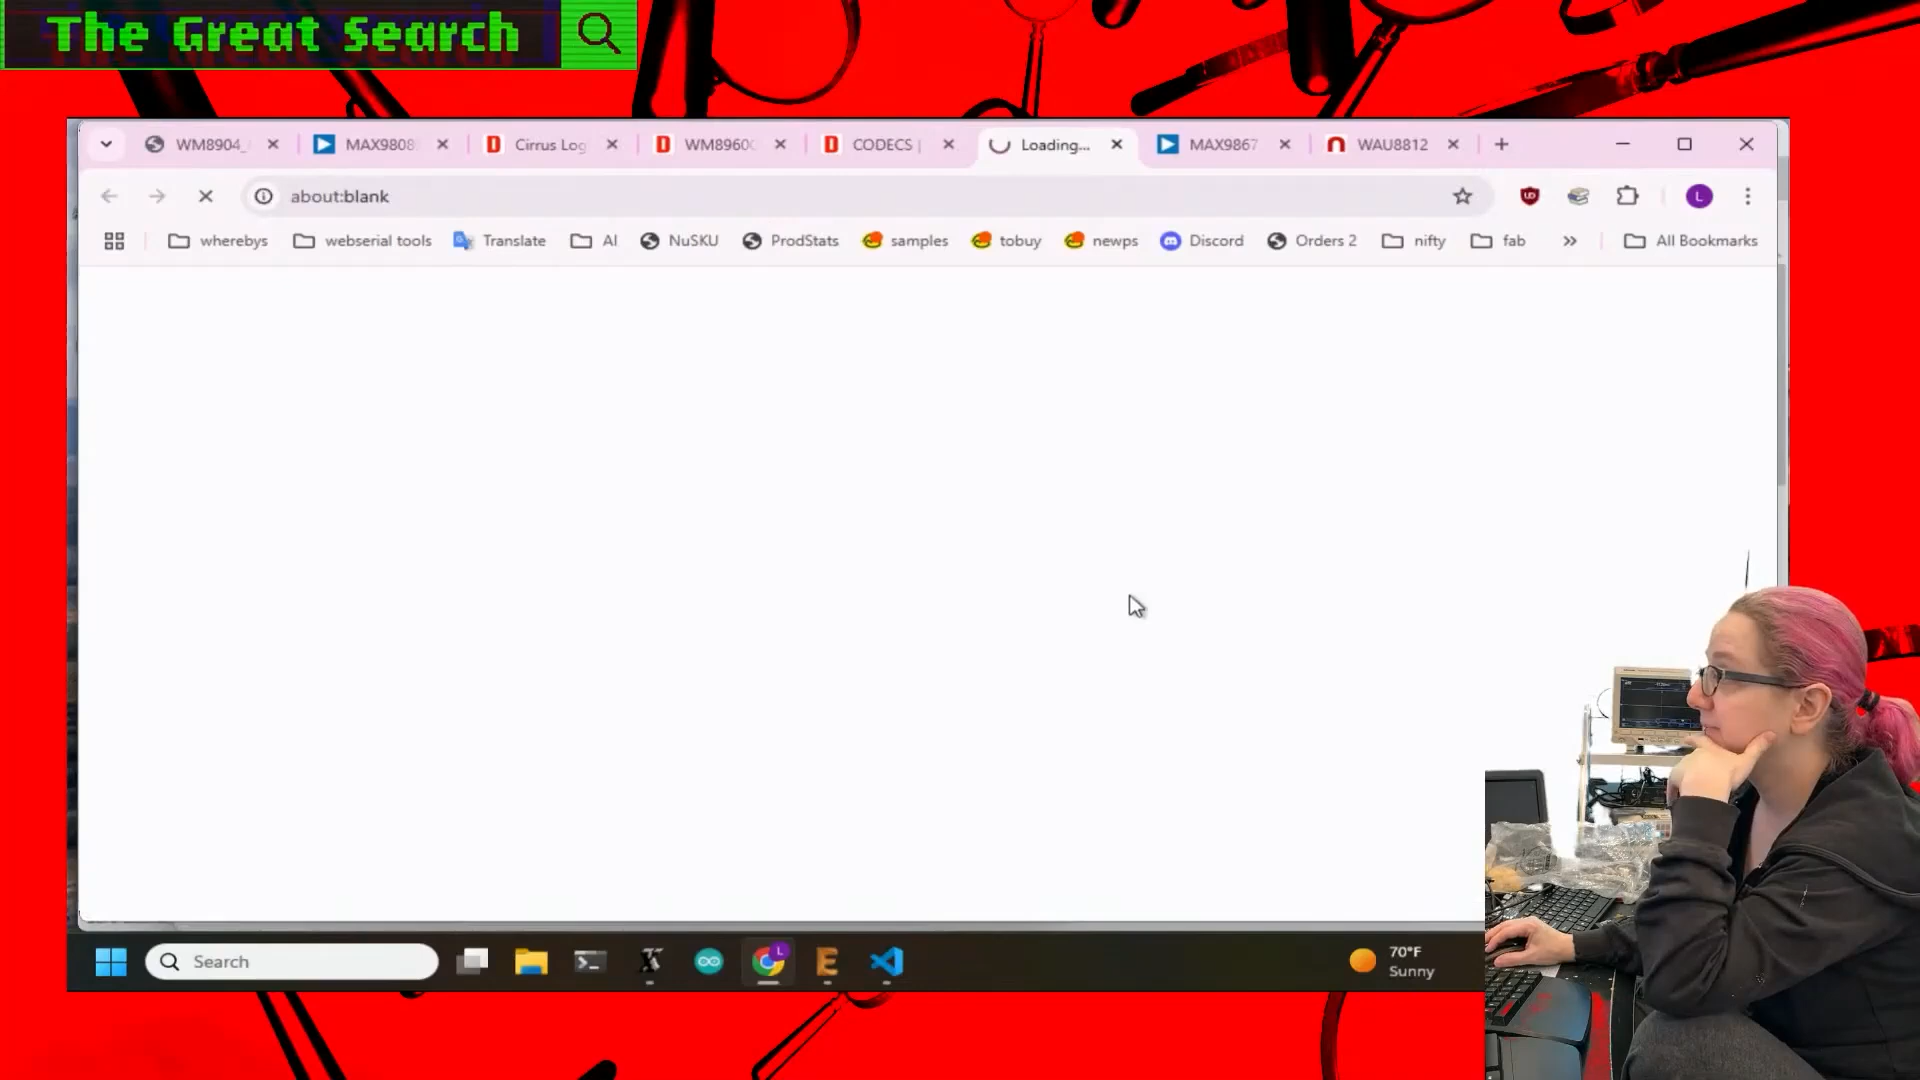 The Great Search
WM8904_
MAX9808
Cirrus Log
WM8960
CODECS |
Loading...
MAX9867
WAU8812
about:blank
L
wherebys
webserial tools
Translate
AI
NuSKU
ProdStats
samples
tobuy
newps
Discord
Orders 2
nifty
fab
All Bookmarks
Search
70°F
Sunny